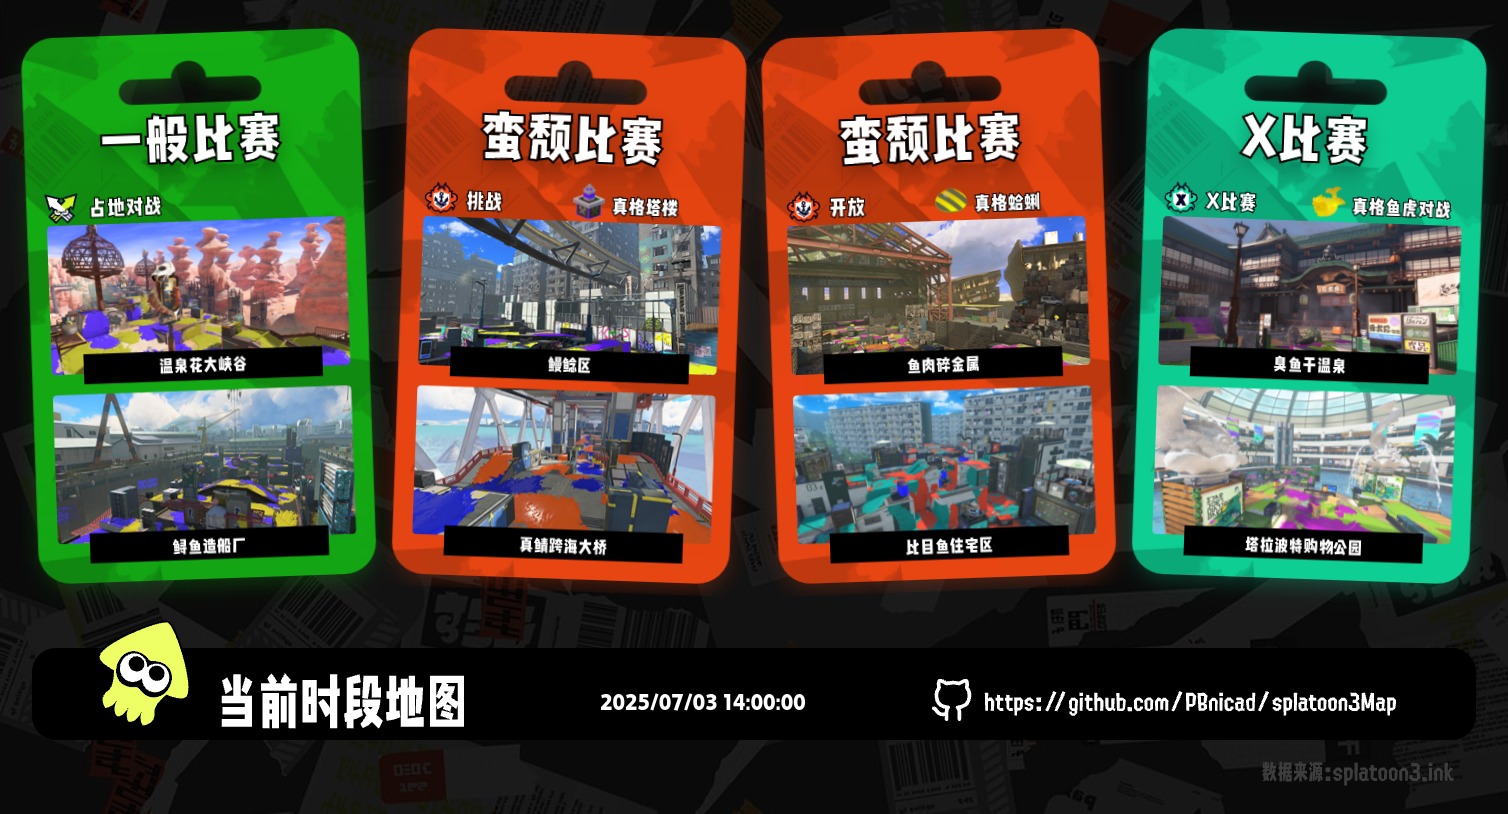 一般比赛
占地对战
温泉花大峡谷
鲟鱼造船厂
蛮颓比赛
挑战
真格塔楼
鳗鲶区
真鲭跨海大桥
蛮颓比赛
开放
真格蛤蜊
鱼肉碎金属
比目鱼住宅区
X比赛
X比赛
真格鱼虎对战
臭鱼干温泉
塔拉波特购物公园
当前时段地图
2025/07/03 14:00:00
https://github.com/PBnicad/splatoon3Map
数据来源:splatoon3.ink